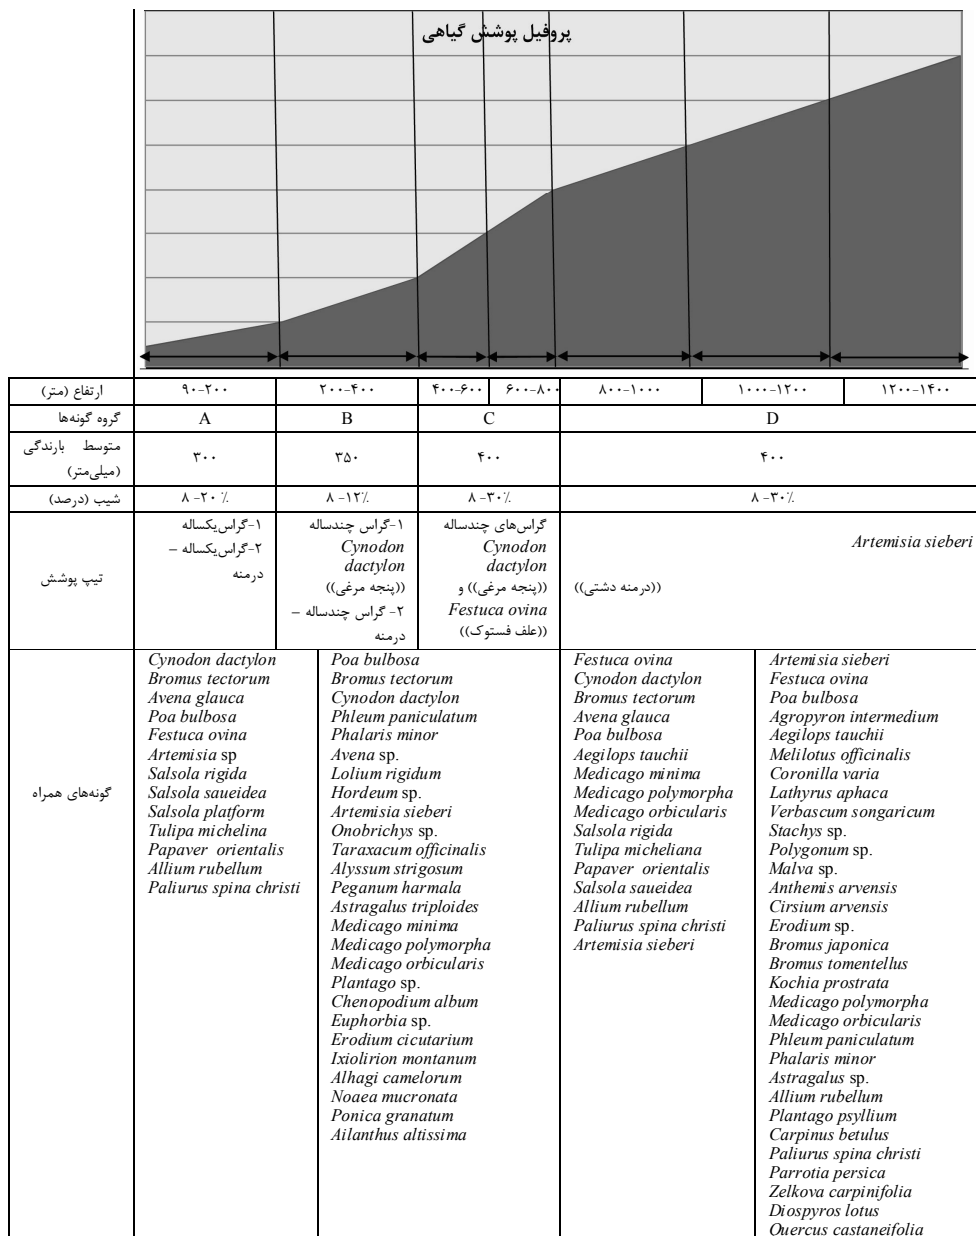 پروفیل پوشش گیاهی
ارتفاع (متر)
۹۰-۲۰۰
۲۰۰-۴۰۰
۴۰۰-۶۰۰
۶۰۰-۸۰۰
۸۰۰-۱۰۰۰
۱۰۰۰-۱۲۰۰
۱۲۰۰-۱۴۰۰
گروه گونه‌ها
A
B
C
D
متوسط بارندگی
(میلی‌متر)
۳۰۰
۳۵۰
۴۰۰
۴۰۰
شیب (درصد)
۸ -۲۰ ٪
۸ -۱۲٪
۸ -۳۰٪
۸ -۳۰٪
تیپ پوشش
۱-گراس‌یکساله
۲-گراس‌یکساله –
درمنه
۱-گراس چندساله
Cynodon
dactylon
((پنجه مرغی))
۲- گراس چندساله –
درمنه
گراس‌های چندساله
Cynodon
dactylon
((پنجه مرغی)) و
Festuca ovina
((علف فستوک))
Artemisia sieberi
((درمنه دشتی))
گونه‌های همراه
Cynodon dactylon
Bromus tectorum
Avena glauca
Poa bulbosa
Festuca ovina
Artemisia sp
Salsola rigida
Salsola saueidea
Salsola platform
Tulipa michelina
Papaver orientalis
Allium rubellum
Paliurus spina christi
Poa bulbosa
Bromus tectorum
Cynodon dactylon
Phleum paniculatum
Phalaris minor
Avena sp.
Lolium rigidum
Hordeum sp.
Artemisia sieberi
Onobrichys sp.
Taraxacum officinalis
Alyssum strigosum
Peganum harmala
Astragalus triploides
Medicago minima
Medicago polymorpha
Medicago orbicularis
Plantago sp.
Chenopodium album
Euphorbia sp.
Erodium cicutarium
Ixiolirion montanum
Alhagi camelorum
Noaea mucronata
Ponica granatum
Ailanthus altissima
Festuca ovina
Cynodon dactylon
Bromus tectorum
Avena glauca
Poa bulbosa
Aegilops tauchii
Medicago minima
Medicago polymorpha
Medicago orbicularis
Salsola rigida
Tulipa micheliana
Papaver orientalis
Salsola saueidea
Allium rubellum
Paliurus spina christi
Artemisia sieberi
Artemisia sieberi
Festuca ovina
Poa bulbosa
Agropyron intermedium
Aegilops tauchii
Melilotus officinalis
Coronilla varia
Lathyrus aphaca
Verbascum songaricum
Stachys sp.
Polygonum sp.
Malva sp.
Anthemis arvensis
Cirsium arvensis
Erodium sp.
Bromus japonica
Bromus tomentellus
Kochia prostrata
Medicago polymorpha
Medicago orbicularis
Phleum paniculatum
Phalaris minor
Astragalus sp.
Allium rubellum
Plantago psyllium
Carpinus betulus
Paliurus spina christi
Parrotia persica
Zelkova carpinifolia
Diospyros lotus
Quercus castaneifolia